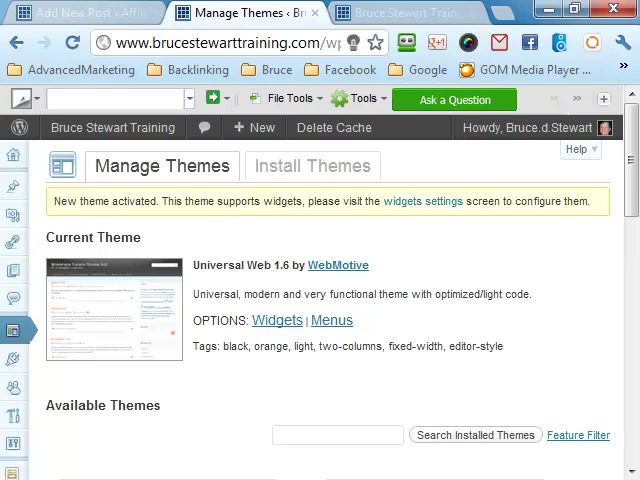 Add New Post ‹ Affili
Manage Themes ‹ Br
Bruce Stewart Training
www.brucestewarttraining.com/wp
AdvancedMarketing
Backlinking
Bruce
Facebook
Google
GOM Media Player ...
File Tools
Tools
Ask a Question
Bruce Stewart Training
New
Delete Cache
Howdy, Bruce.d.Stewart
Help
Manage Themes
Install Themes
New theme activated. This theme supports widgets, please visit the widgets settings screen to configure them.
Current Theme
Universal Web 1.6 by WebMotive
Universal, modern and very functional theme with optimized/light code.
OPTIONS: Widgets | Menus
Tags: black, orange, light, two-columns, fixed-width, editor-style
Available Themes
Search Installed Themes
Feature Filter